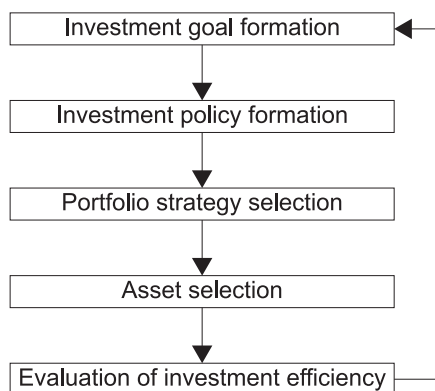 Investment goal formation
Investment policy formation
Portfolio strategy selection
Asset selection
Evaluation of investment efficiency